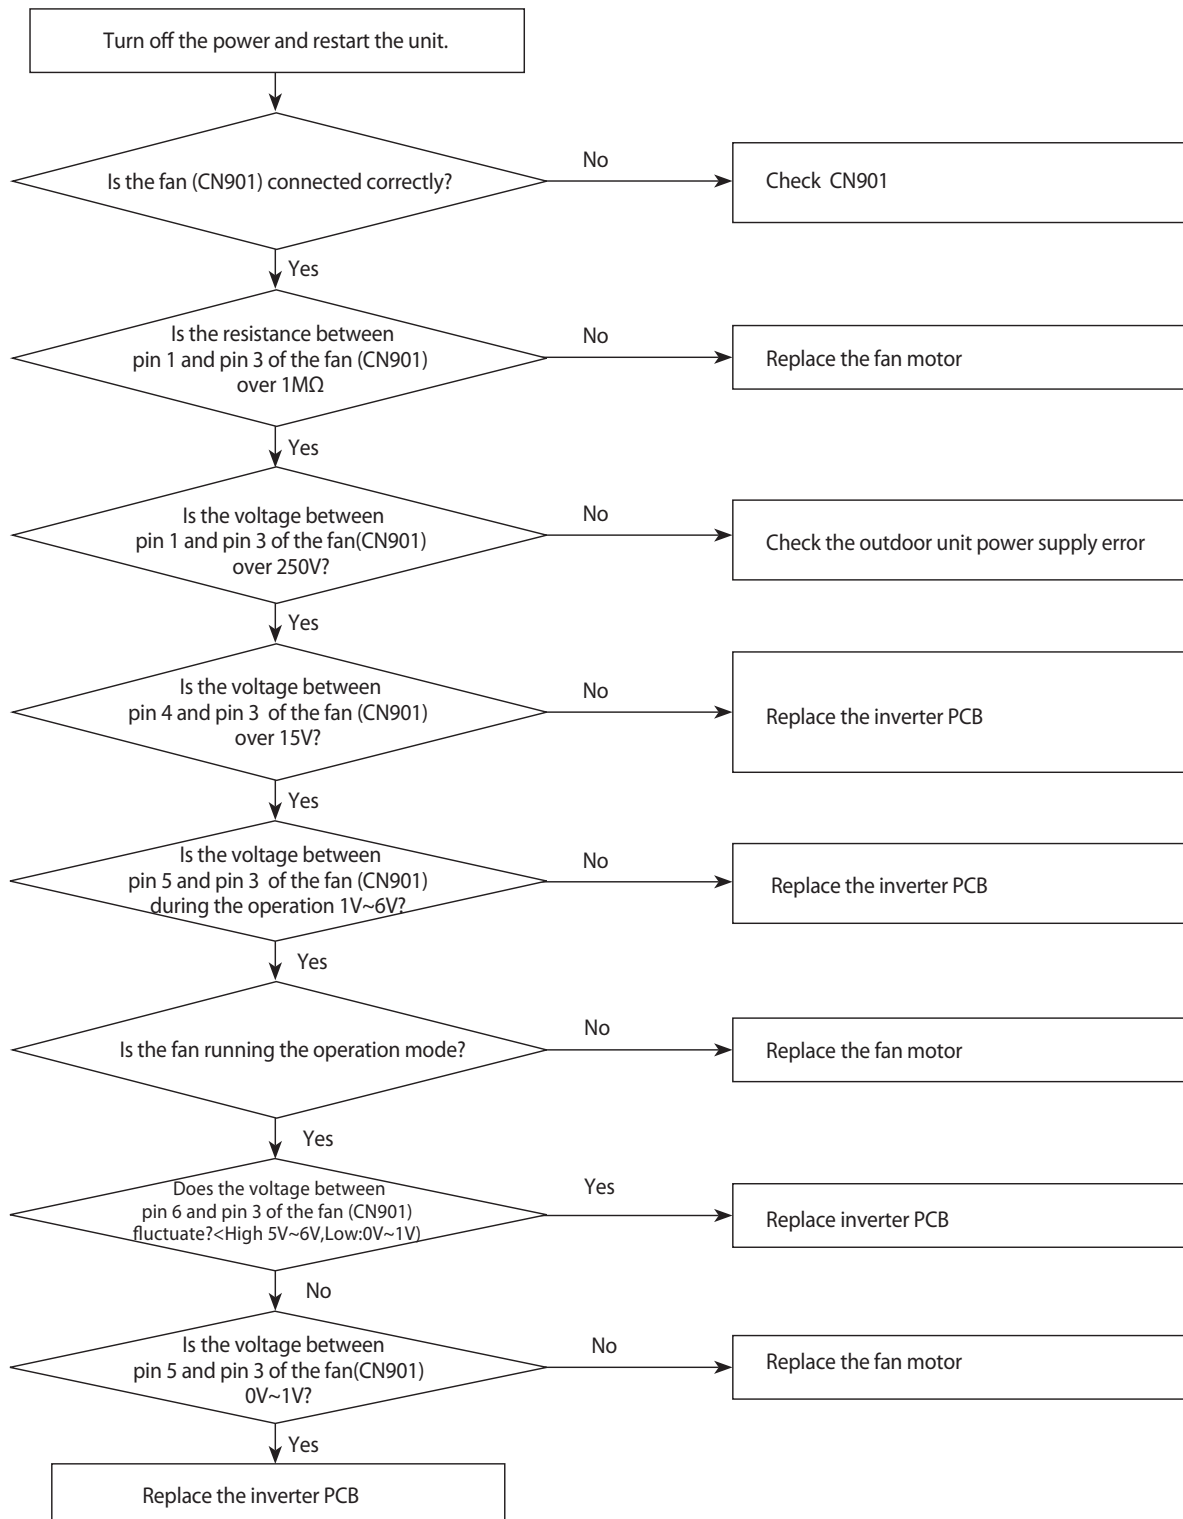 Turn off the power and restart the unit.
Is the fan (CN901) connected correctly?
No
Check CN901
Yes
Is the resistance between
pin 1 and pin 3 of the fan (CN901)
over 1MΩ
No
Replace the fan motor
Yes
Is the voltage between
pin 1 and pin 3 of the fan(CN901)
over 250V?
No
Check the outdoor unit power supply error
Yes
Is the voltage between
pin 4 and pin 3 of the fan (CN901)
over 15V?
No
Replace the inverter PCB
Yes
Is the voltage between
pin 5 and pin 3 of the fan (CN901)
during the operation 1V~6V?
No
Replace the inverter PCB
Yes
Is the fan running the operation mode?
No
Replace the fan motor
Yes
Does the voltage between
pin 6 and pin 3 of the fan (CN901)
fluctuate?<High 5V~6V,Low:0V~1V)
Yes
Replace inverter PCB
No
Is the voltage between
pin 5 and pin 3 of the fan(CN901)
0V~1V?
No
Replace the fan motor
Yes
Replace the inverter PCB